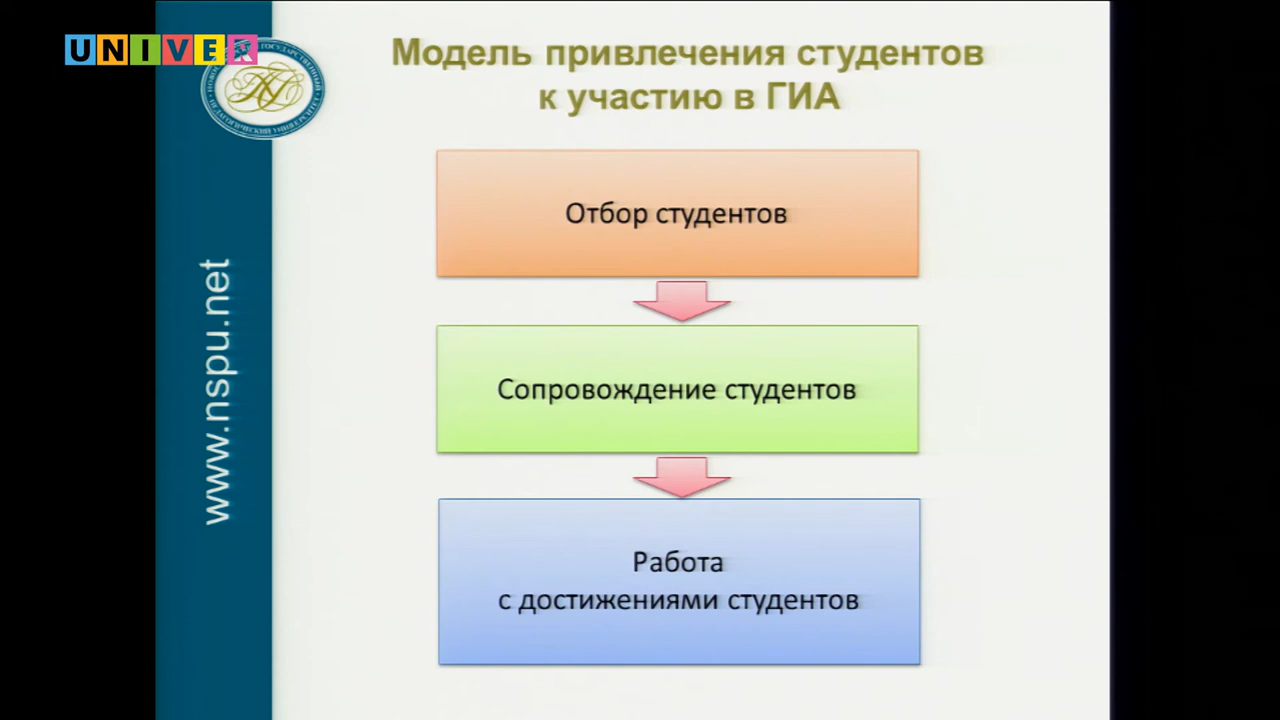 UNIVER
Модель привлечения студентов
к участию в ГИА
Отбор студентов
www.nspu.net
Сопровождение студентов
Работа
с достижениями студентов